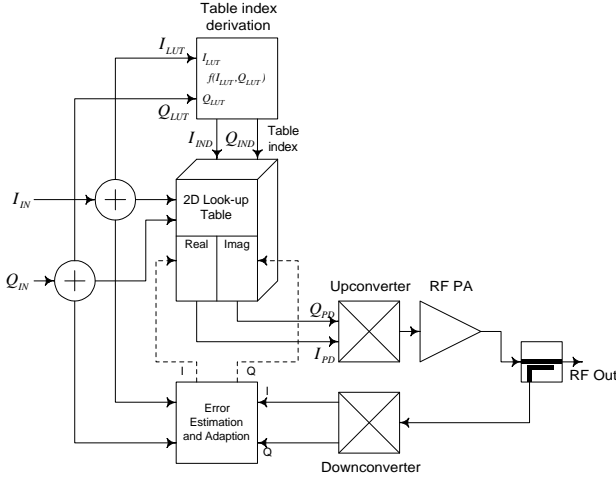 Table index
derivation
I_LUT
I_LUT
f(I_LUT,Q_LUT)
Q_LUT
Q_LUT
I_IND Q_IND Table
index
I_IN
2D Look-up
Table
Real Imag
Q_IN
Upconverter RF PA
Q_PD
I_PD
RF Out
I Q
I
Error
Estimation
and Adaption
Q
Downconverter